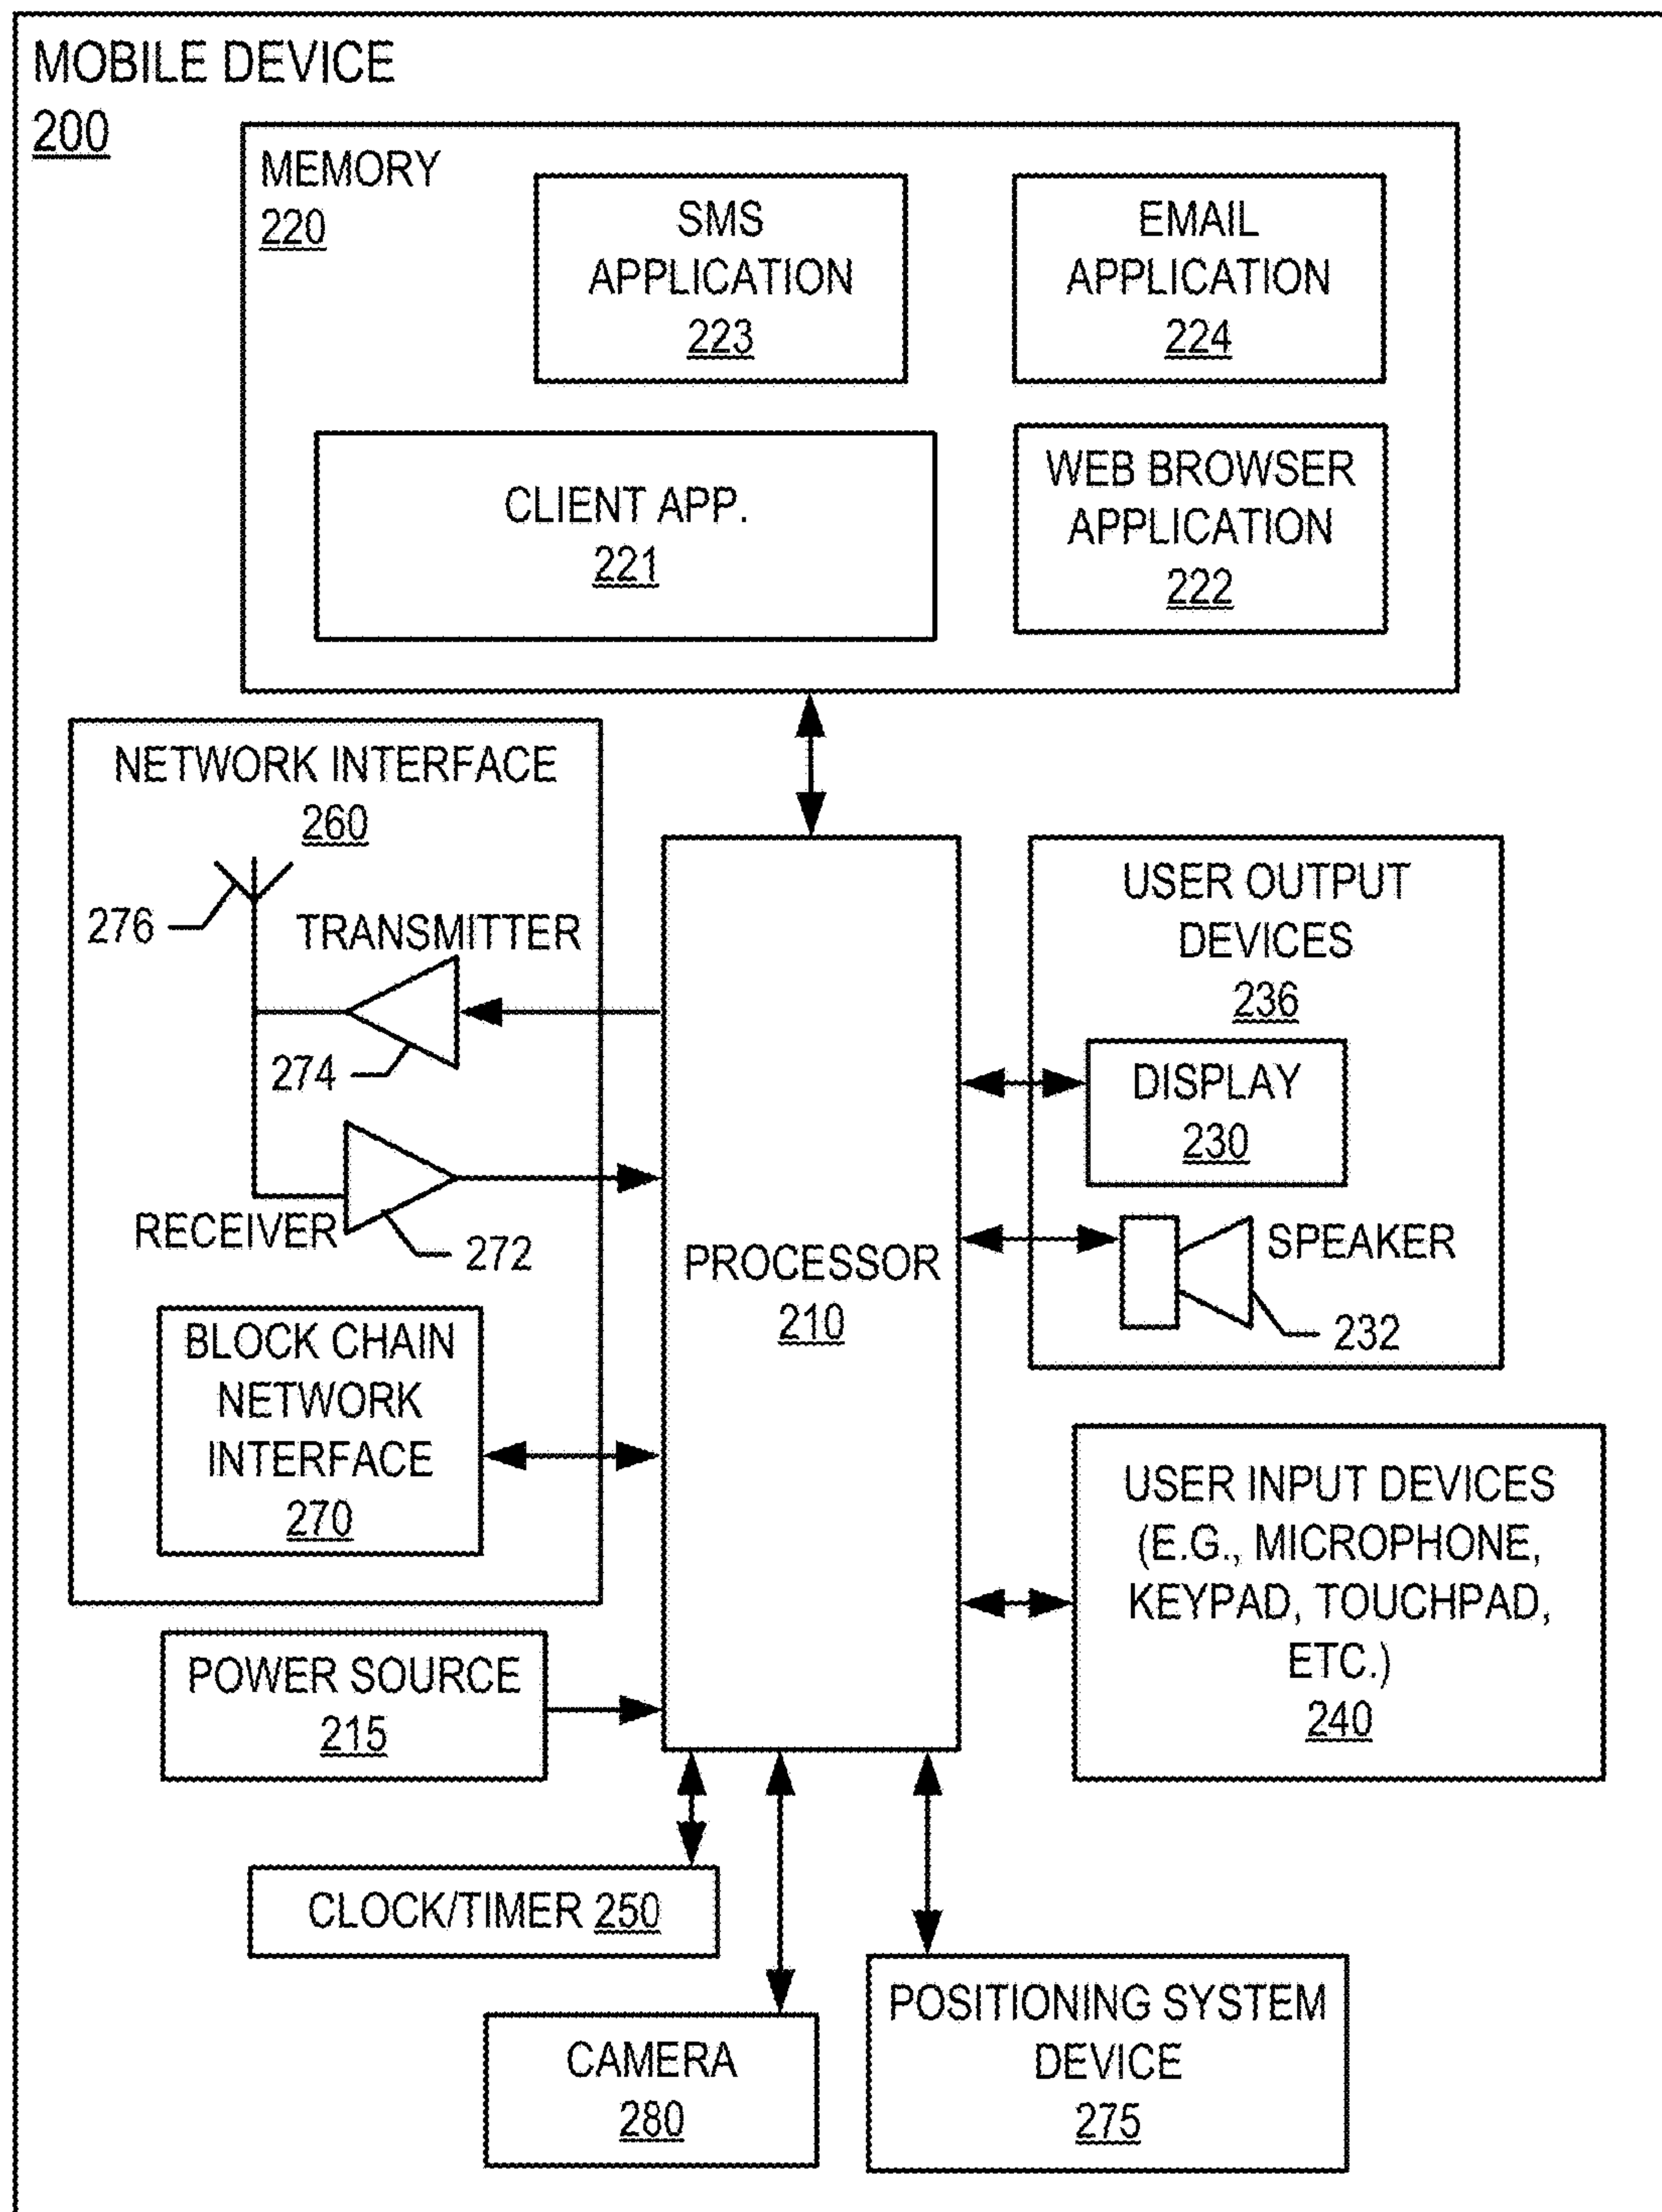 MOBILE DEVICE
200
MEMORY
220
SMS
APPLICATION
223
EMAIL
APPLICATION
224
CLIENT APP.
221
WEB BROWSER
APPLICATION
222
NETWORK INTERFACE
260
276
TRANSMITTER
274
RECEIVER
272
BLOCK CHAIN
NETWORK
INTERFACE
270
PROCESSOR
210
USER OUTPUT
DEVICES
236
DISPLAY
230
SPEAKER
232
USER INPUT DEVICES
(E.G., MICROPHONE,
KEYPAD, TOUCHPAD,
ETC.)
240
POWER SOURCE
215
CLOCK/TIMER 250
CAMERA
280
POSITIONING SYSTEM
DEVICE
275